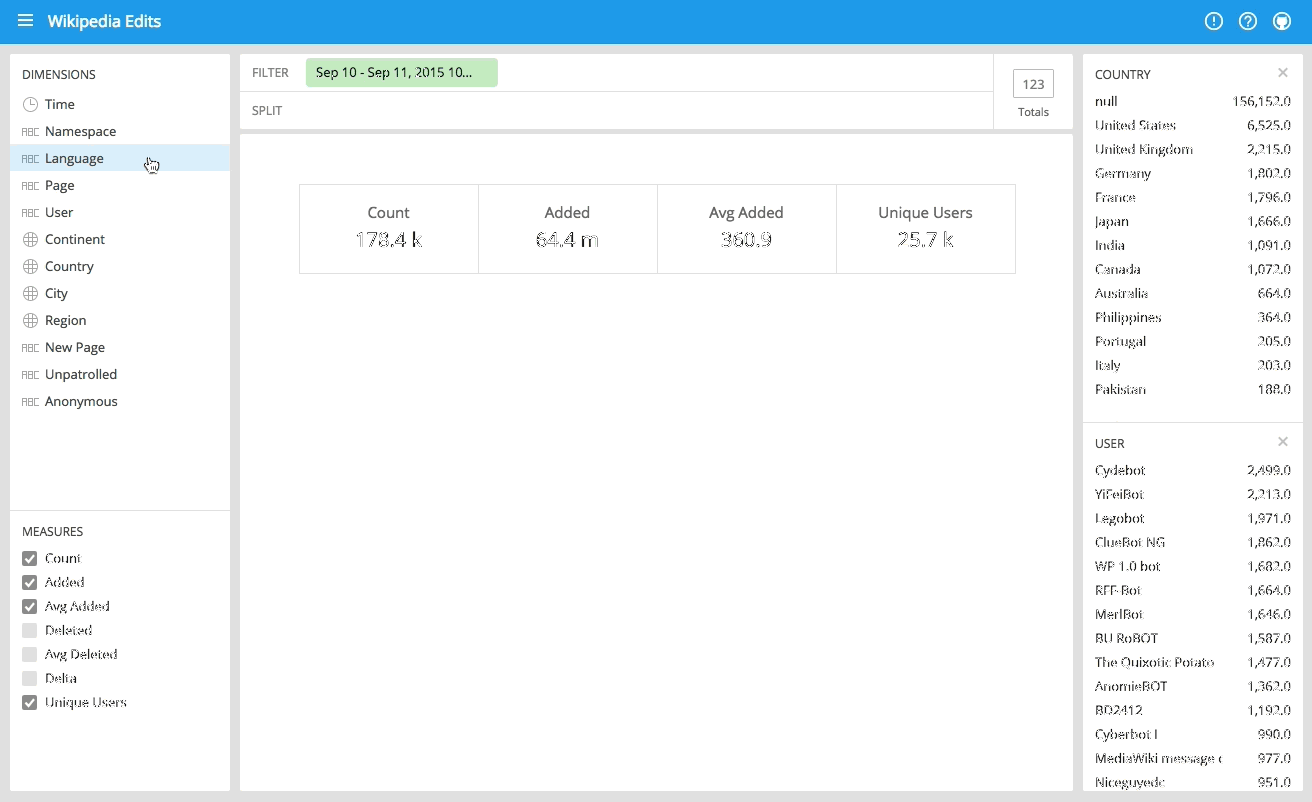 Wikipedia Edits
DIMENSIONS
Time
ABC Namespace
ABC Language
ABC Page
ABC User
Continent
Country
City
Region
ABC New Page
ABC Unpatrolled
ABC Anonymous
MEASURES
Count
Added
Avg Added
Deleted
Avg Deleted
Delta
Unique Users
FILTER Sep 10 - Sep 11, 2015 10...
SPLIT
123
Totals
Count Added Avg Added Unique Users
178.4 k 64.4 m 360.9 25.7 k
COUNTRY
null 156,152.0
United States 6,525.0
United Kingdom 2,215.0
Germany 1,802.0
France 1,796.0
Japan 1,666.0
India 1,091.0
Canada 1,072.0
Australia 664.0
Philippines 364.0
Portugal 205.0
Italy 203.0
Pakistan 188.0
USER
Cydebot 2,499.0
YiFeiBot 2,213.0
Legobot 1,971.0
ClueBot NG 1,862.0
WP 1.0 bot 1,682.0
RFF-Bot 1,664.0
MerlBot 1,646.0
BU RoBOT 1,587.0
The Quixotic Potato 1,477.0
AnomieBOT 1,362.0
BD2412 1,192.0
Cyberbot I 990.0
MediaWiki message 977.0
Niceguyedc 951.0